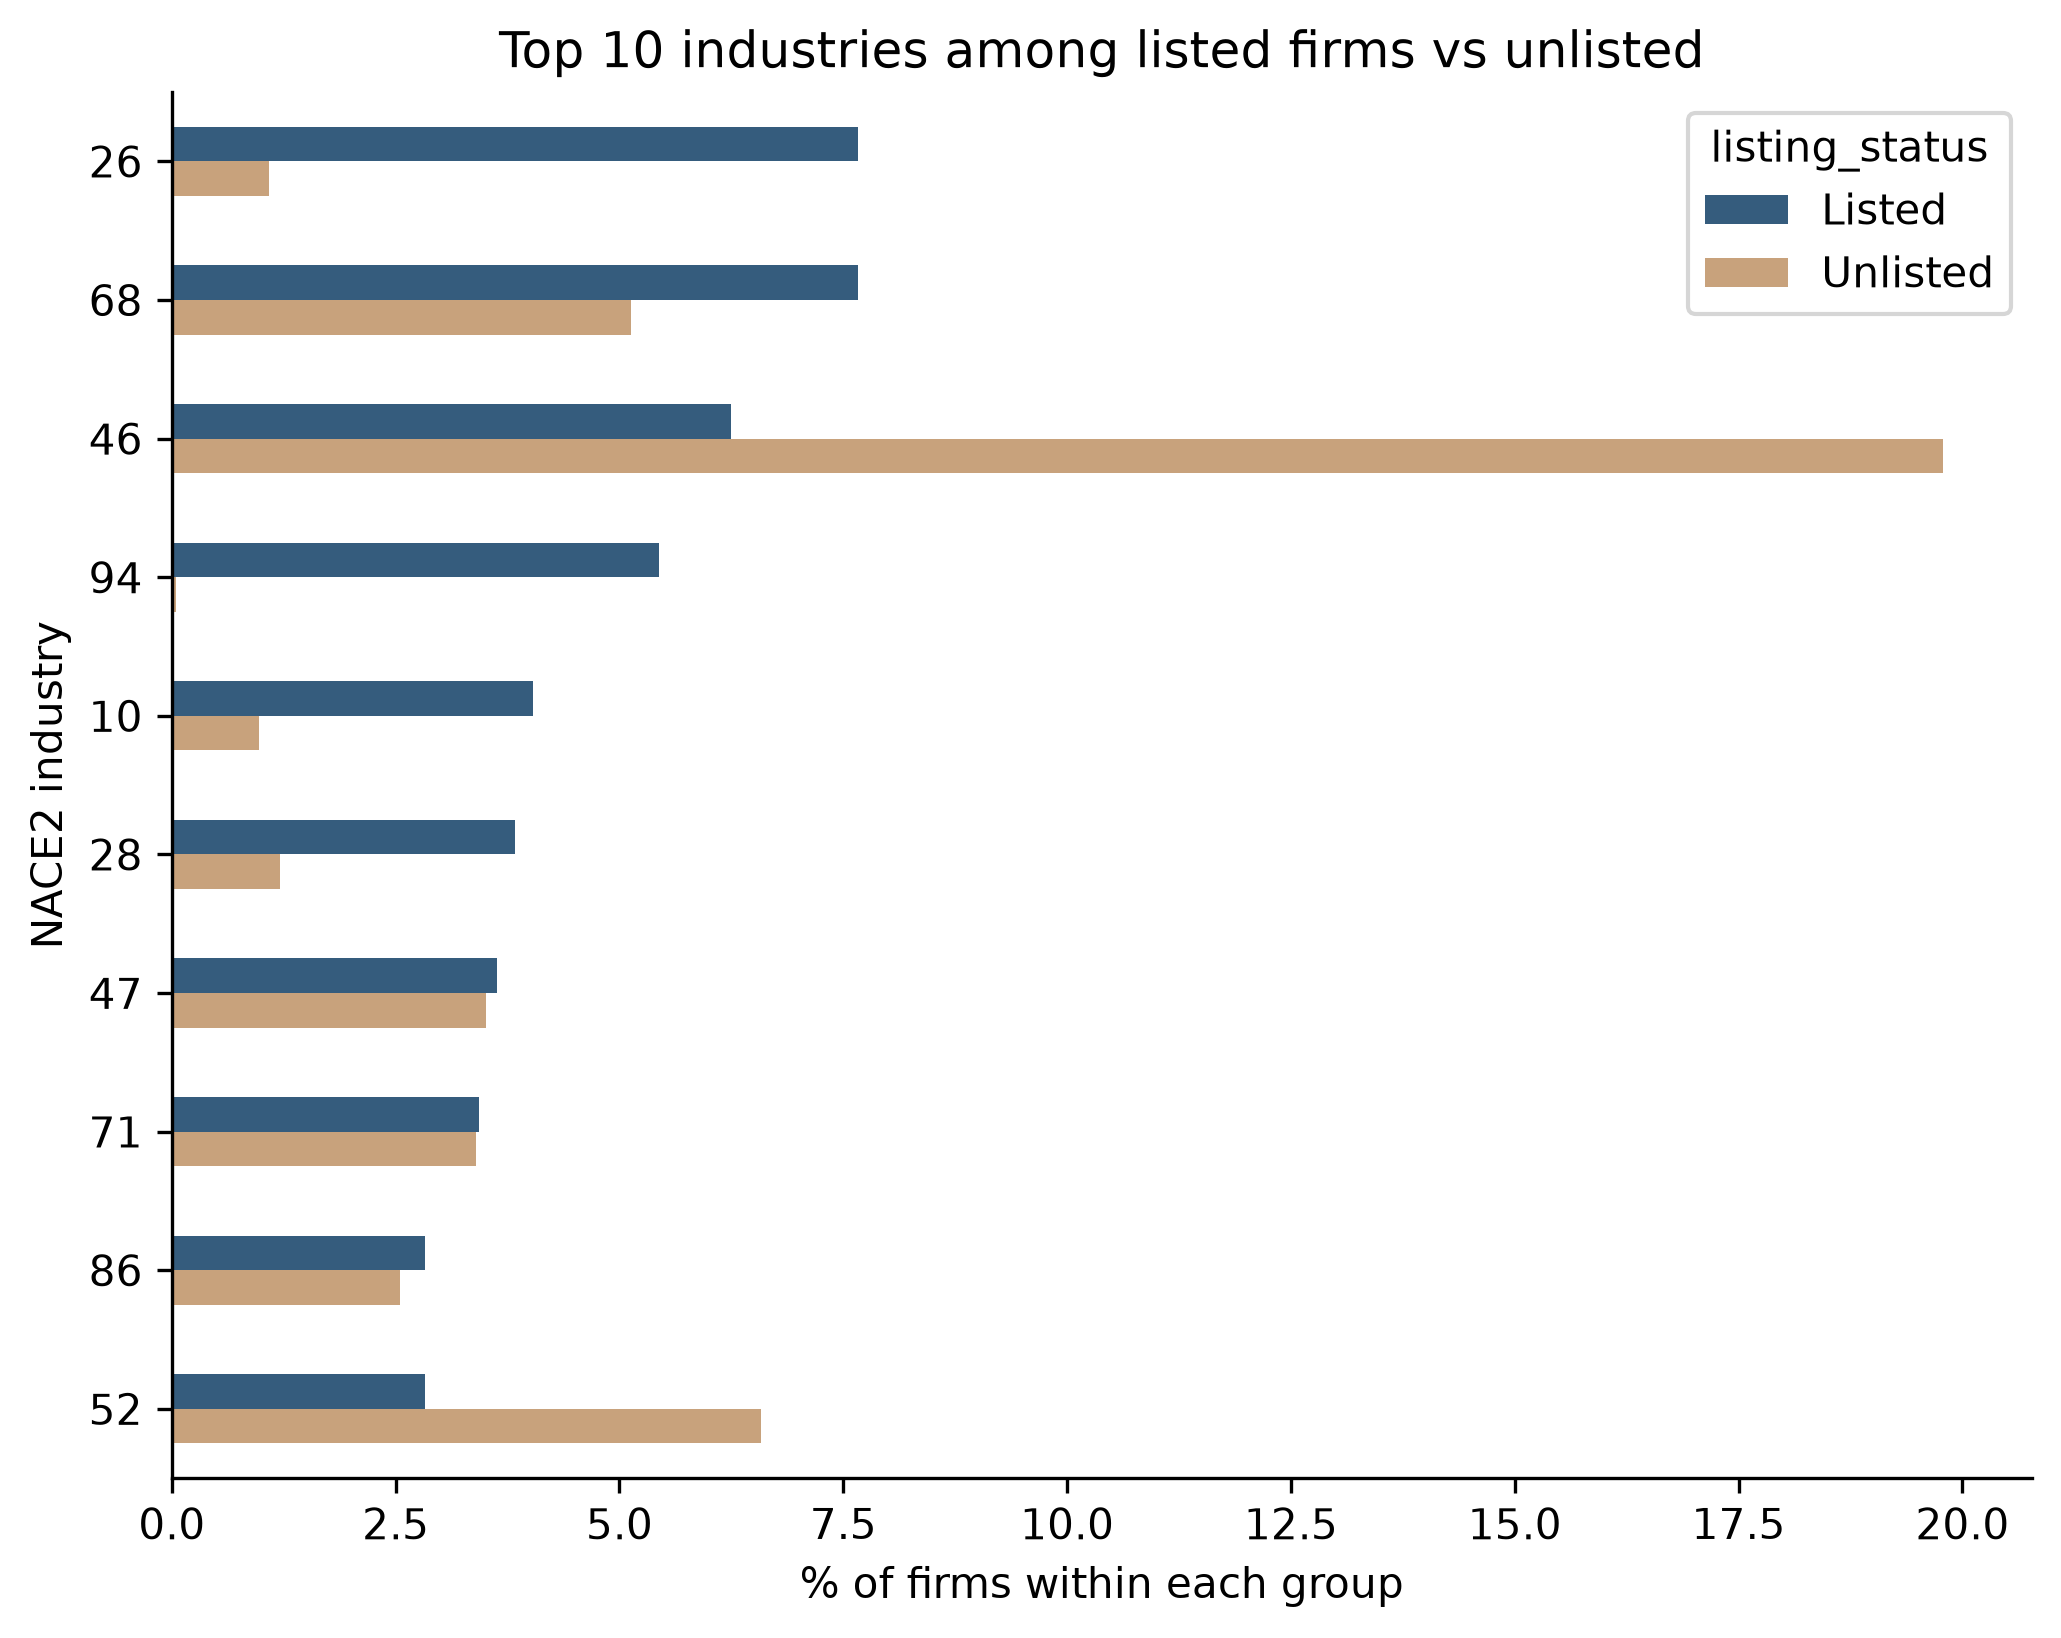 Top 10 industries among listed firms vs unlisted
listing_status
Listed
Unlisted
NACE2 industry
26
68
46
94
10
28
47
71
86
52
0.0 2.5 5.0 7.5 10.0 12.5 15.0 17.5 20.0
% of firms within each group